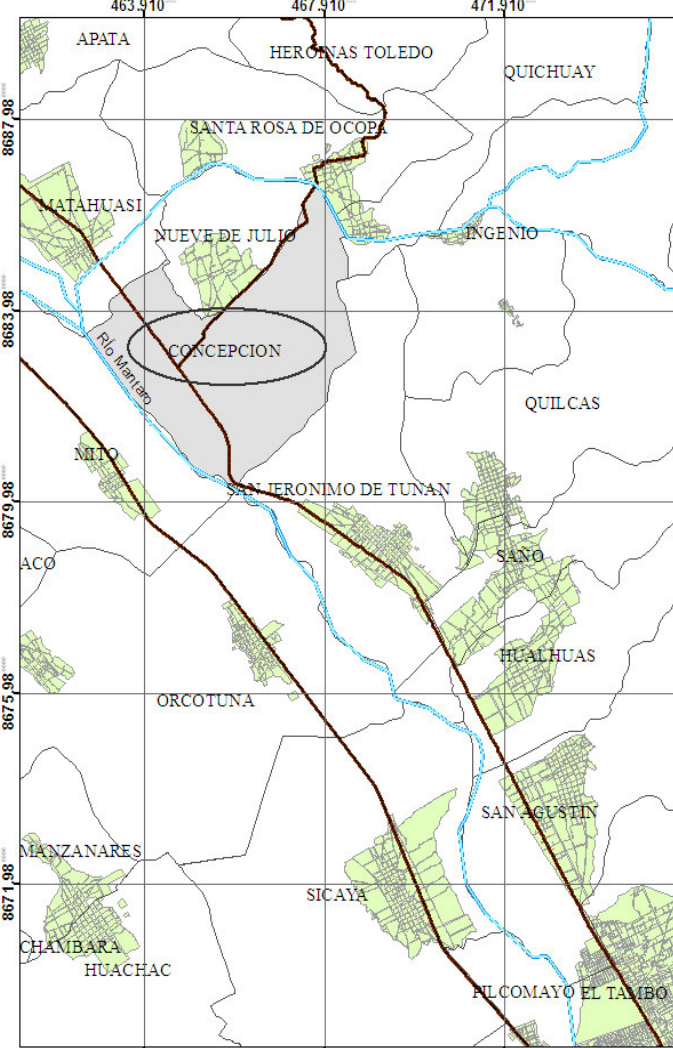 463,910 467,910 471,910
APATA
HEROINAS TOLEDO
QUICHUAY
8687,98
SANTA ROSA DE OCOPA
MATAHUASI
NUEVE DE JULIO
INGENIO
8683,98
CONCEPCION
Río Mantaro
QUILCAS
MITO
SAN JERONIMO DE TUNAN
8679,98
SAÑO
ACO
HUALHUAS
8675,98
ORCOTUNA
SAN AGUSTIN
MANZANARES
8671,98
SICAYA
CHAMBARA
HUACHAC
PILCOMAYO EL TAMBO